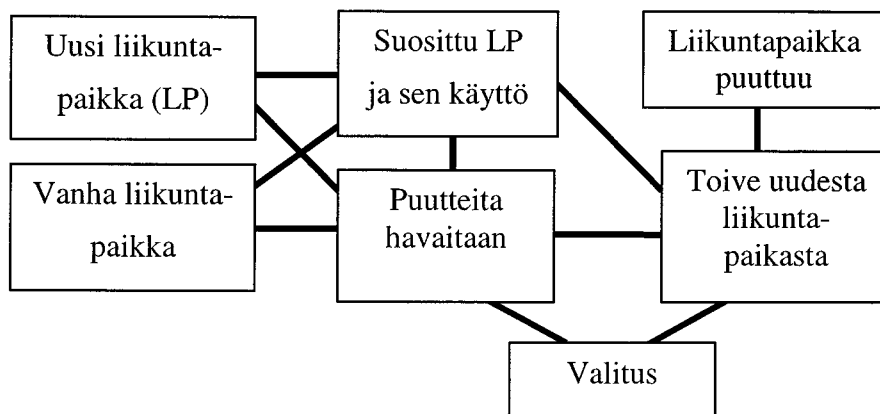 Uusi liikunta-
paikka (LP)
Suosittu LP
ja sen käyttö
Liikuntapaikka
puuttuu
Vanha liikunta-
paikka
Puutteita
havaitaan
Toive uudesta
liikunta-
paikasta
Valitus